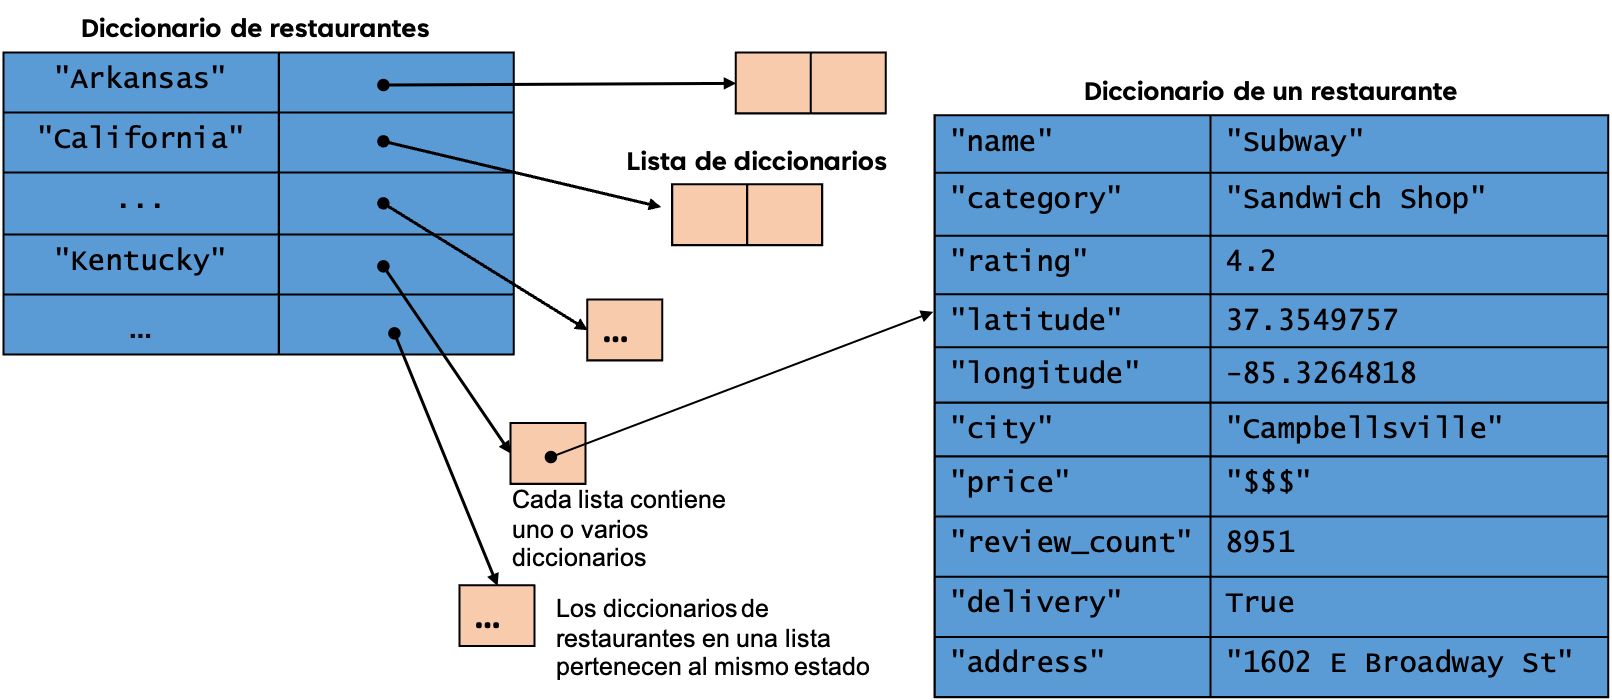 Diccionario de restaurantes
"Arkansas"
"California"
...
"Kentucky"
...
Lista de diccionarios
...
Cada lista contiene
uno o varios
diccionarios
...
Los diccionarios de
restaurantes en una lista
pertenecen al mismo estado
Diccionario de un restaurante
"name" "Subway"
"category" "Sandwich Shop"
"rating" 4.2
"latitude" 37.3549757
"longitude" -85.3264818
"city" "Campbellsville"
"price" "$$$"
"review_count" 8951
"delivery" True
"address" "1602 E Broadway St"